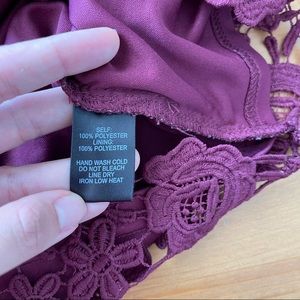 SELF:
100% POLYESTER
LINING:
100% POLYESTER
HAND WASH COLD
DO NOT BLEACH
LINE DRY
IRON LOW HEAT